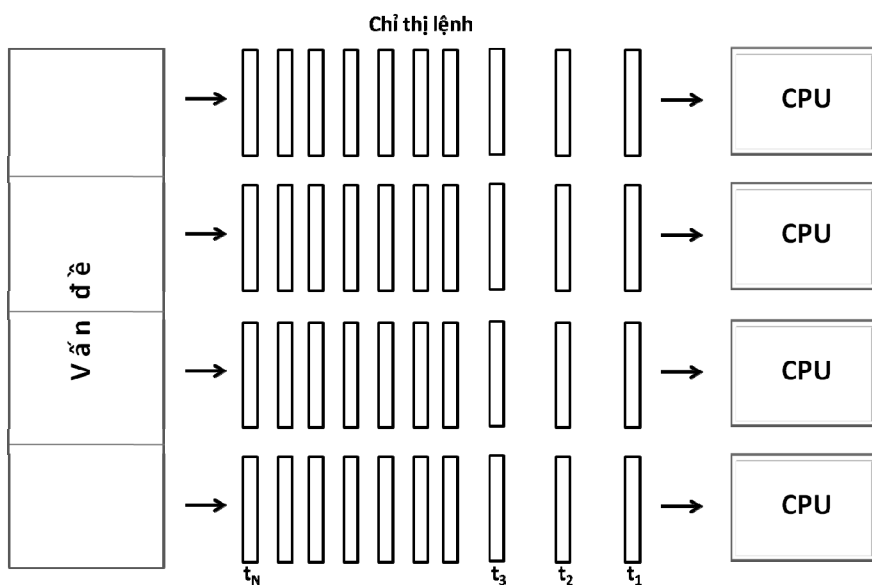 Chỉ thị lệnh
Vấn đề
CPU
CPU
CPU
CPU
tN t3 t2 t1